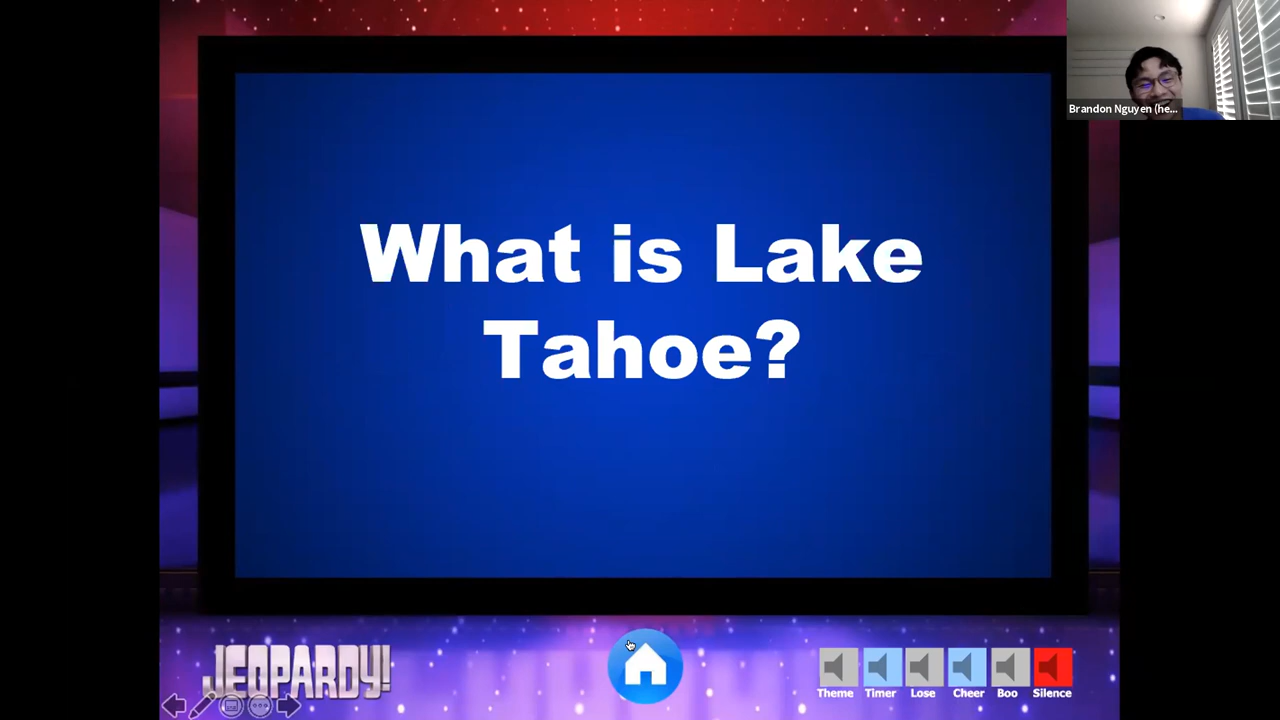 Brandon Nguyen (he...
What is Lake
Tahoe?
JEOPARDY!
Theme
Timer
Lose
Cheer
Boo
Silence